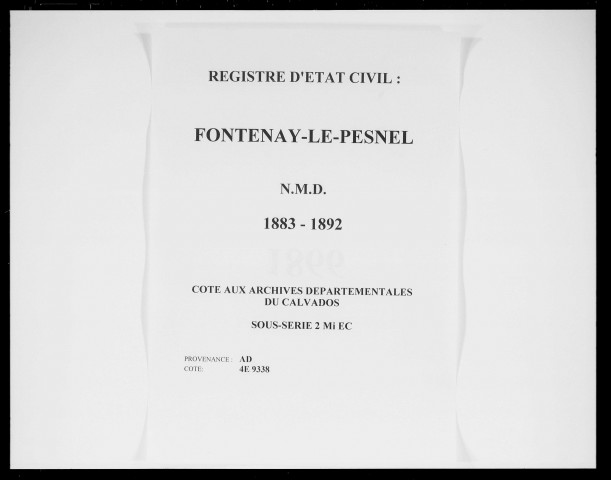 REGISTRE D'ETAT CIVIL :
FONTENAY-LE-PESNEL
N.M.D.
1883 - 1892
COTE AUX ARCHIVES DEPARTEMENTALES
DU CALVADOS
SOUS-SERIE 2 Mi EC
PROVENANCE : AD
COTE: 4E 9338